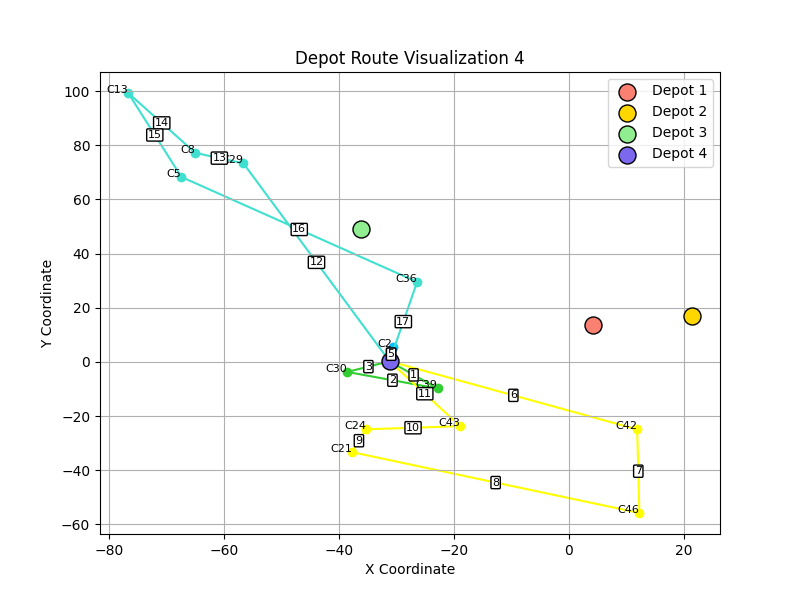 Depot Route Visualization 4
Depot 1
Depot 2
Depot 3
Depot 4
Y Coordinate
100
80
60
40
20
0
−20
−40
−60
C13
14
15
C8
13
C29
C5
16
12
C36
17
C2
5
C30
3
1
2
C39
11
6
C24
10
C43
C42
9
C21
7
8
C46
−80
−60
−40
−20
0
20
X Coordinate